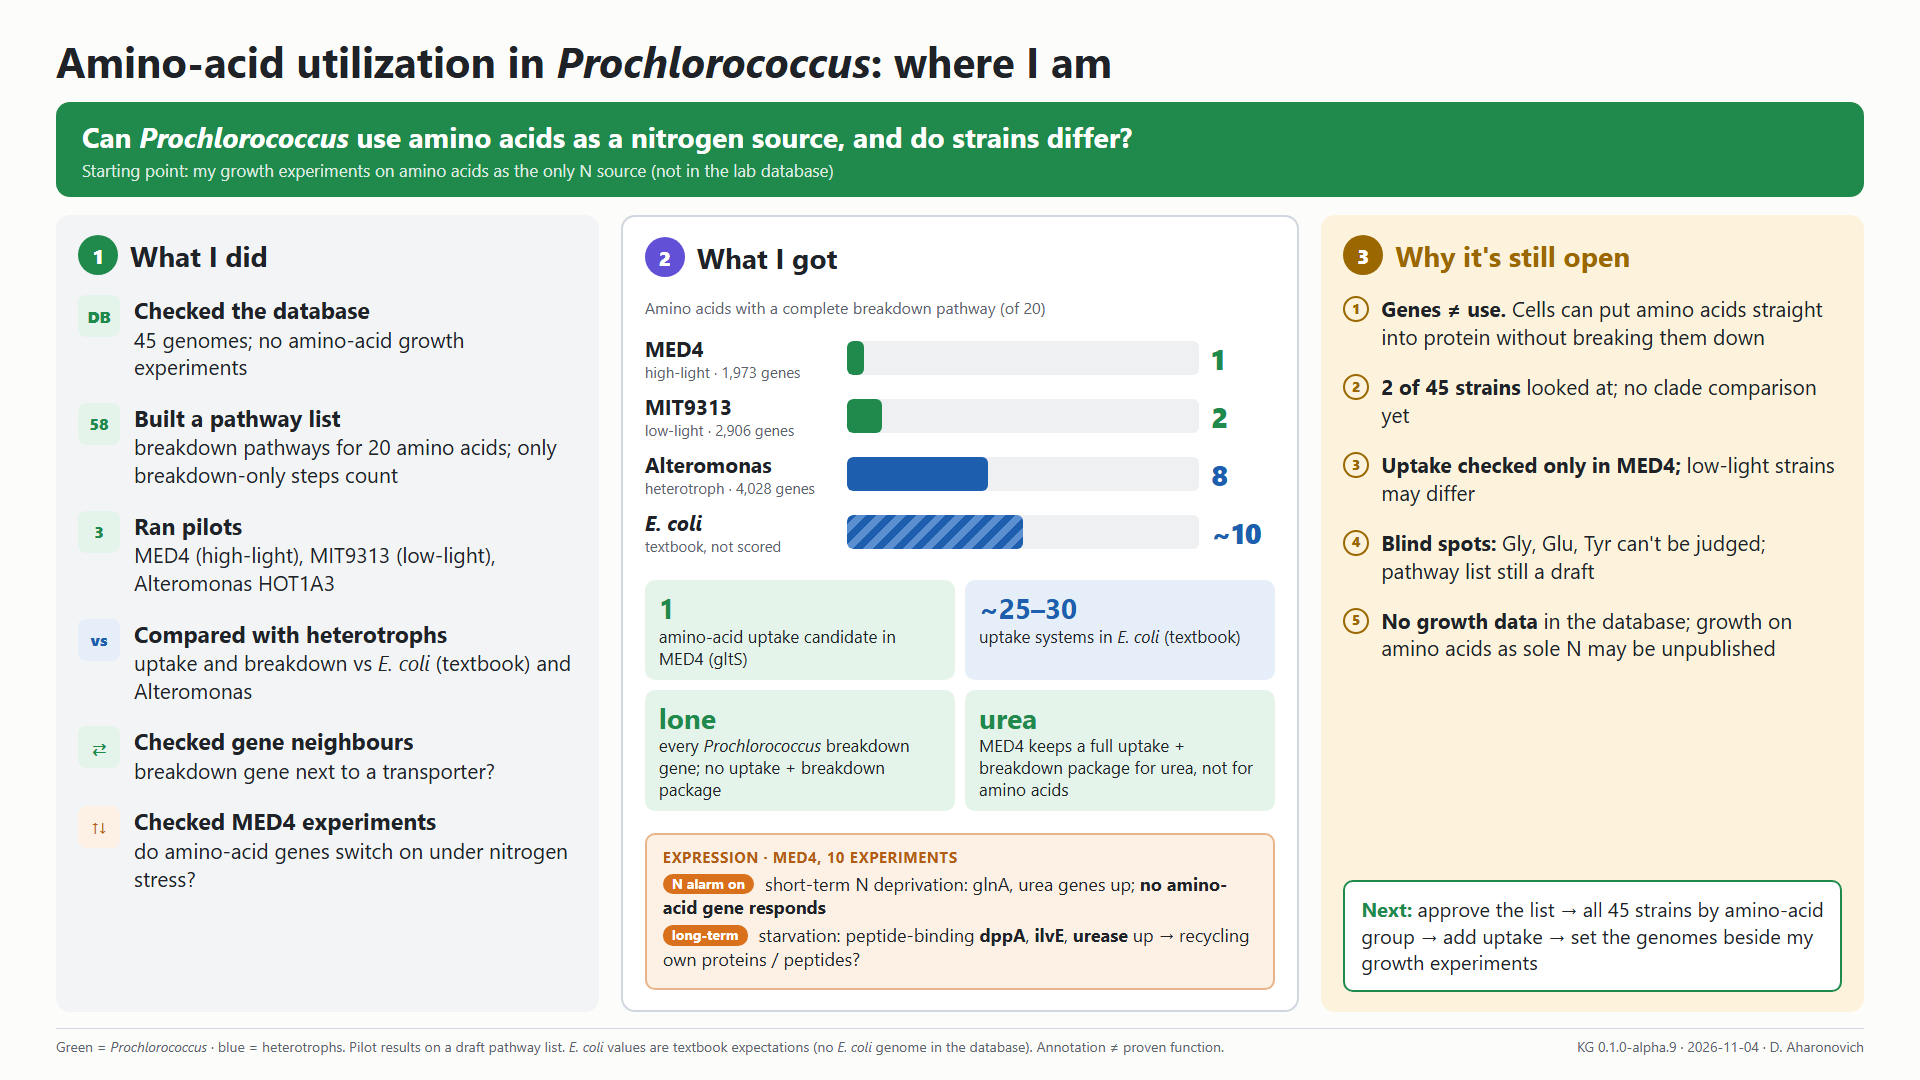 Amino-acid utilization in Prochlorococcus: where I am
Can Prochlorococcus use amino acids as a nitrogen source, and do strains differ?
Starting point: my growth experiments on amino acids as the only N source (not in the lab database)
1 What I did
DB Checked the database
45 genomes; no amino-acid growth
experiments
58 Built a pathway list
breakdown pathways for 20 amino acids; only
breakdown-only steps count
3 Ran pilots
MED4 (high-light), MIT9313 (low-light),
Alteromonas HOT1A3
vs Compared with heterotrophs
uptake and breakdown vs E. coli (textbook) and
Alteromonas
⇄ Checked gene neighbours
breakdown gene next to a transporter?
↑↓ Checked MED4 experiments
do amino-acid genes switch on under nitrogen
stress?
2 What I got
Amino acids with a complete breakdown pathway (of 20)
MED4 1
high-light · 1,973 genes
MIT9313 2
low-light · 2,906 genes
Alteromonas 8
heterotroph · 4,028 genes
E. coli ~10
textbook, not scored
1
amino-acid uptake candidate in
MED4 (gltS)
~25–30
uptake systems in E. coli (textbook)
lone
every Prochlorococcus breakdown
gene; no uptake + breakdown
package
urea
MED4 keeps a full uptake +
breakdown package for urea, not for
amino acids
EXPRESSION · MED4, 10 EXPERIMENTS
N alarm on short-term N deprivation: glnA, urea genes up; no amino-
acid gene responds
long-term starvation: peptide-binding dppA, ilvE, urease up → recycling
own proteins / peptides?
3 Why it's still open
1 Genes ≠ use. Cells can put amino acids straight
into protein without breaking them down
2 2 of 45 strains looked at; no clade comparison
yet
3 Uptake checked only in MED4; low-light strains
may differ
4 Blind spots: Gly, Glu, Tyr can't be judged;
pathway list still a draft
5 No growth data in the database; growth on
amino acids as sole N may be unpublished
Next: approve the list → all 45 strains by amino-acid
group → add uptake → set the genomes beside my
growth experiments
Green = Prochlorococcus · blue = heterotrophs. Pilot results on a draft pathway list. E. coli values are textbook expectations (no E. coli genome in the database). Annotation ≠ proven function.
KG 0.1.0-alpha.9 · 2026-11-04 · D. Aharonovich